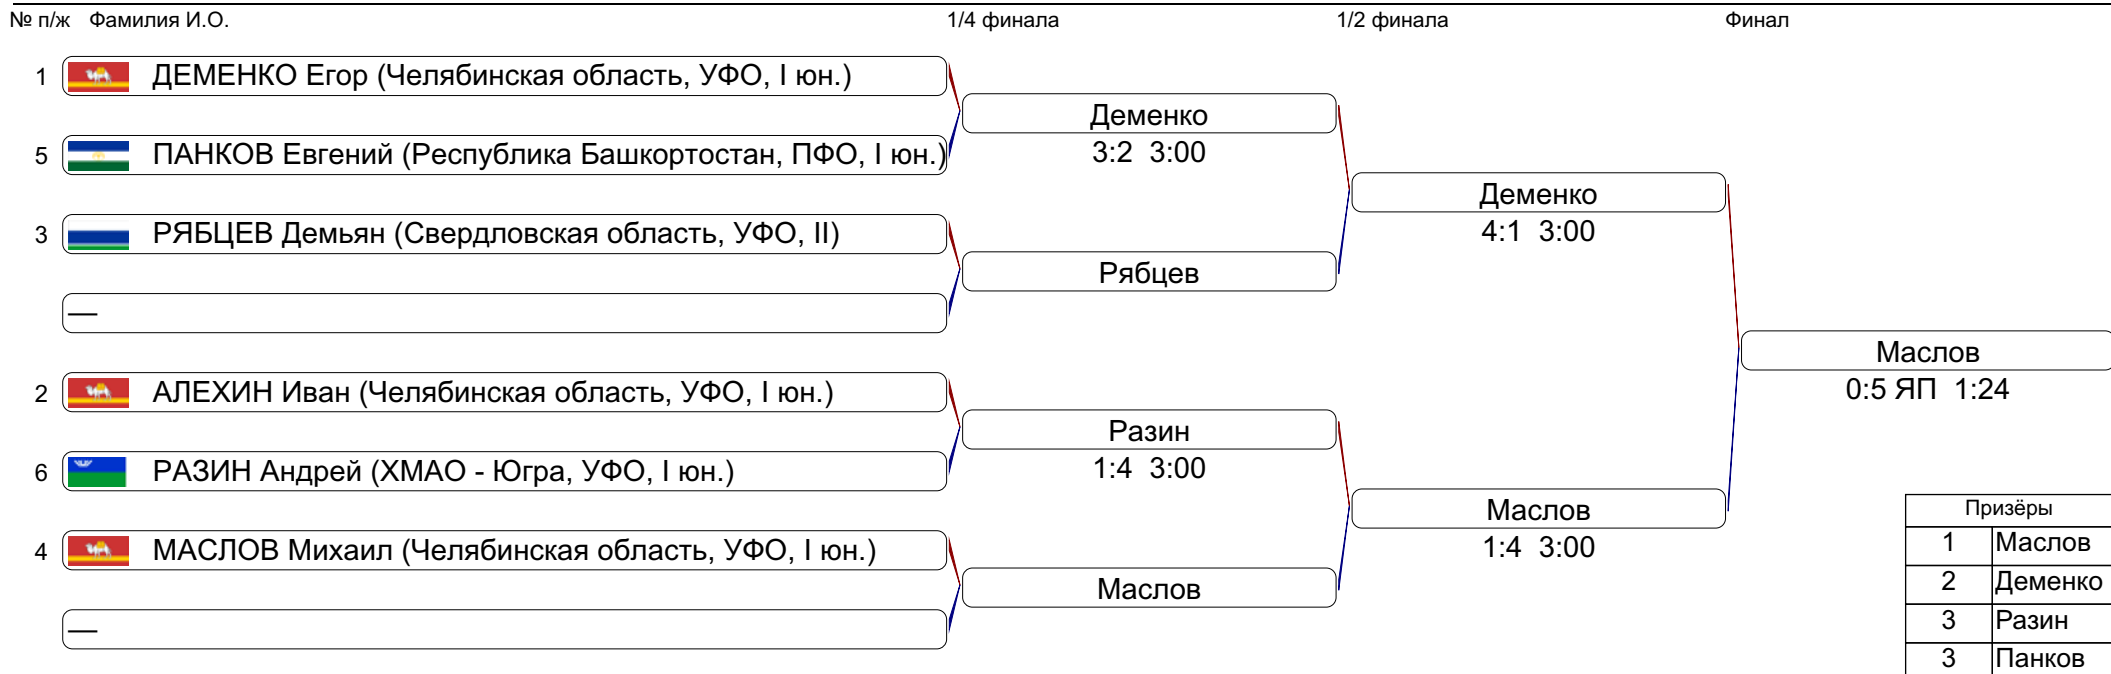 № п/ж Фамилия И.О. 1/4 финала 1/2 финала Финал
1 ДЕМЕНКО Егор (Челябинская область, УФО, I юн.)
Деменко
3:2 3:00
5 ПАНКОВ Евгений (Республика Башкортостан, ПФО, I юн.)
Деменко
4:1 3:00
3 РЯБЦЕВ Демьян (Свердловская область, УФО, II)
Рябцев
—
Маслов
0:5 ЯП 1:24
2 АЛЕХИН Иван (Челябинская область, УФО, I юн.)
Разин
1:4 3:00
6 РАЗИН Андрей (ХМАО - Югра, УФО, I юн.)
Маслов
1:4 3:00
4 МАСЛОВ Михаил (Челябинская область, УФО, I юн.)
Маслов
—
Призёры
1 Маслов
2 Деменко
3 Разин
3 Панков